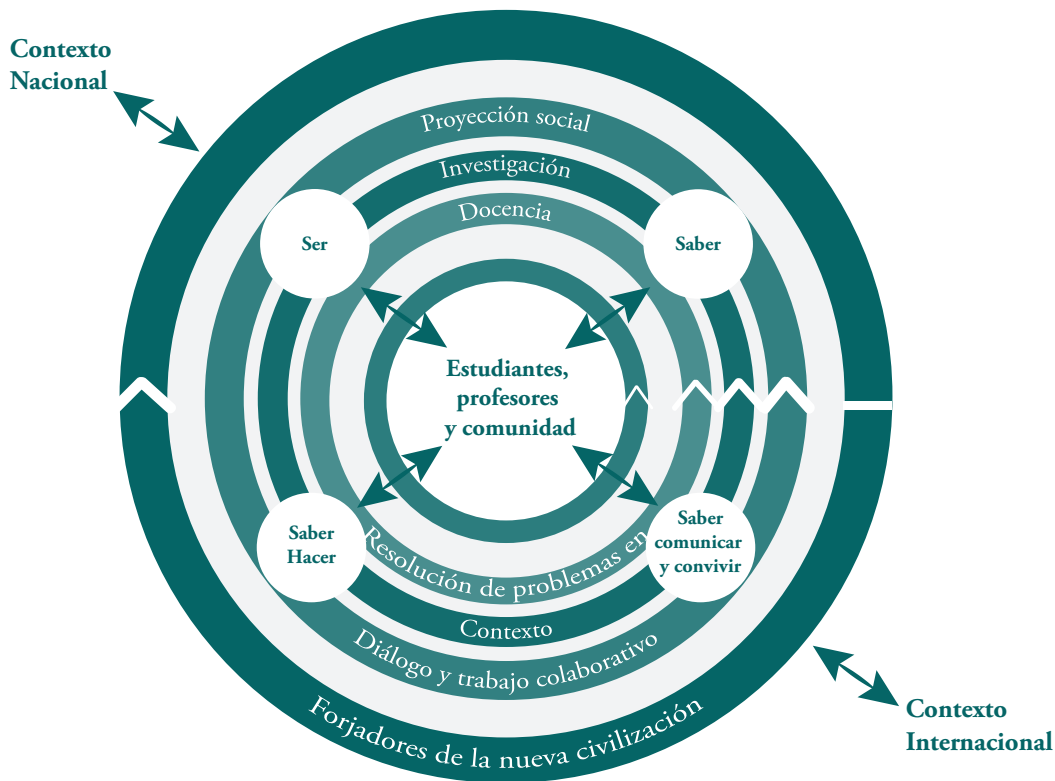 Contexto
Nacional
Proyección social
Investigación
Docencia
Ser
Saber
Estudiantes,
profesores
y comunidad
Saber
Hacer
Saber
comunicar
y convivir
Resolución de problemas en
Contexto
Diálogo y trabajo colaborativo
Forjadores de la nueva civilización
Contexto
Internacional